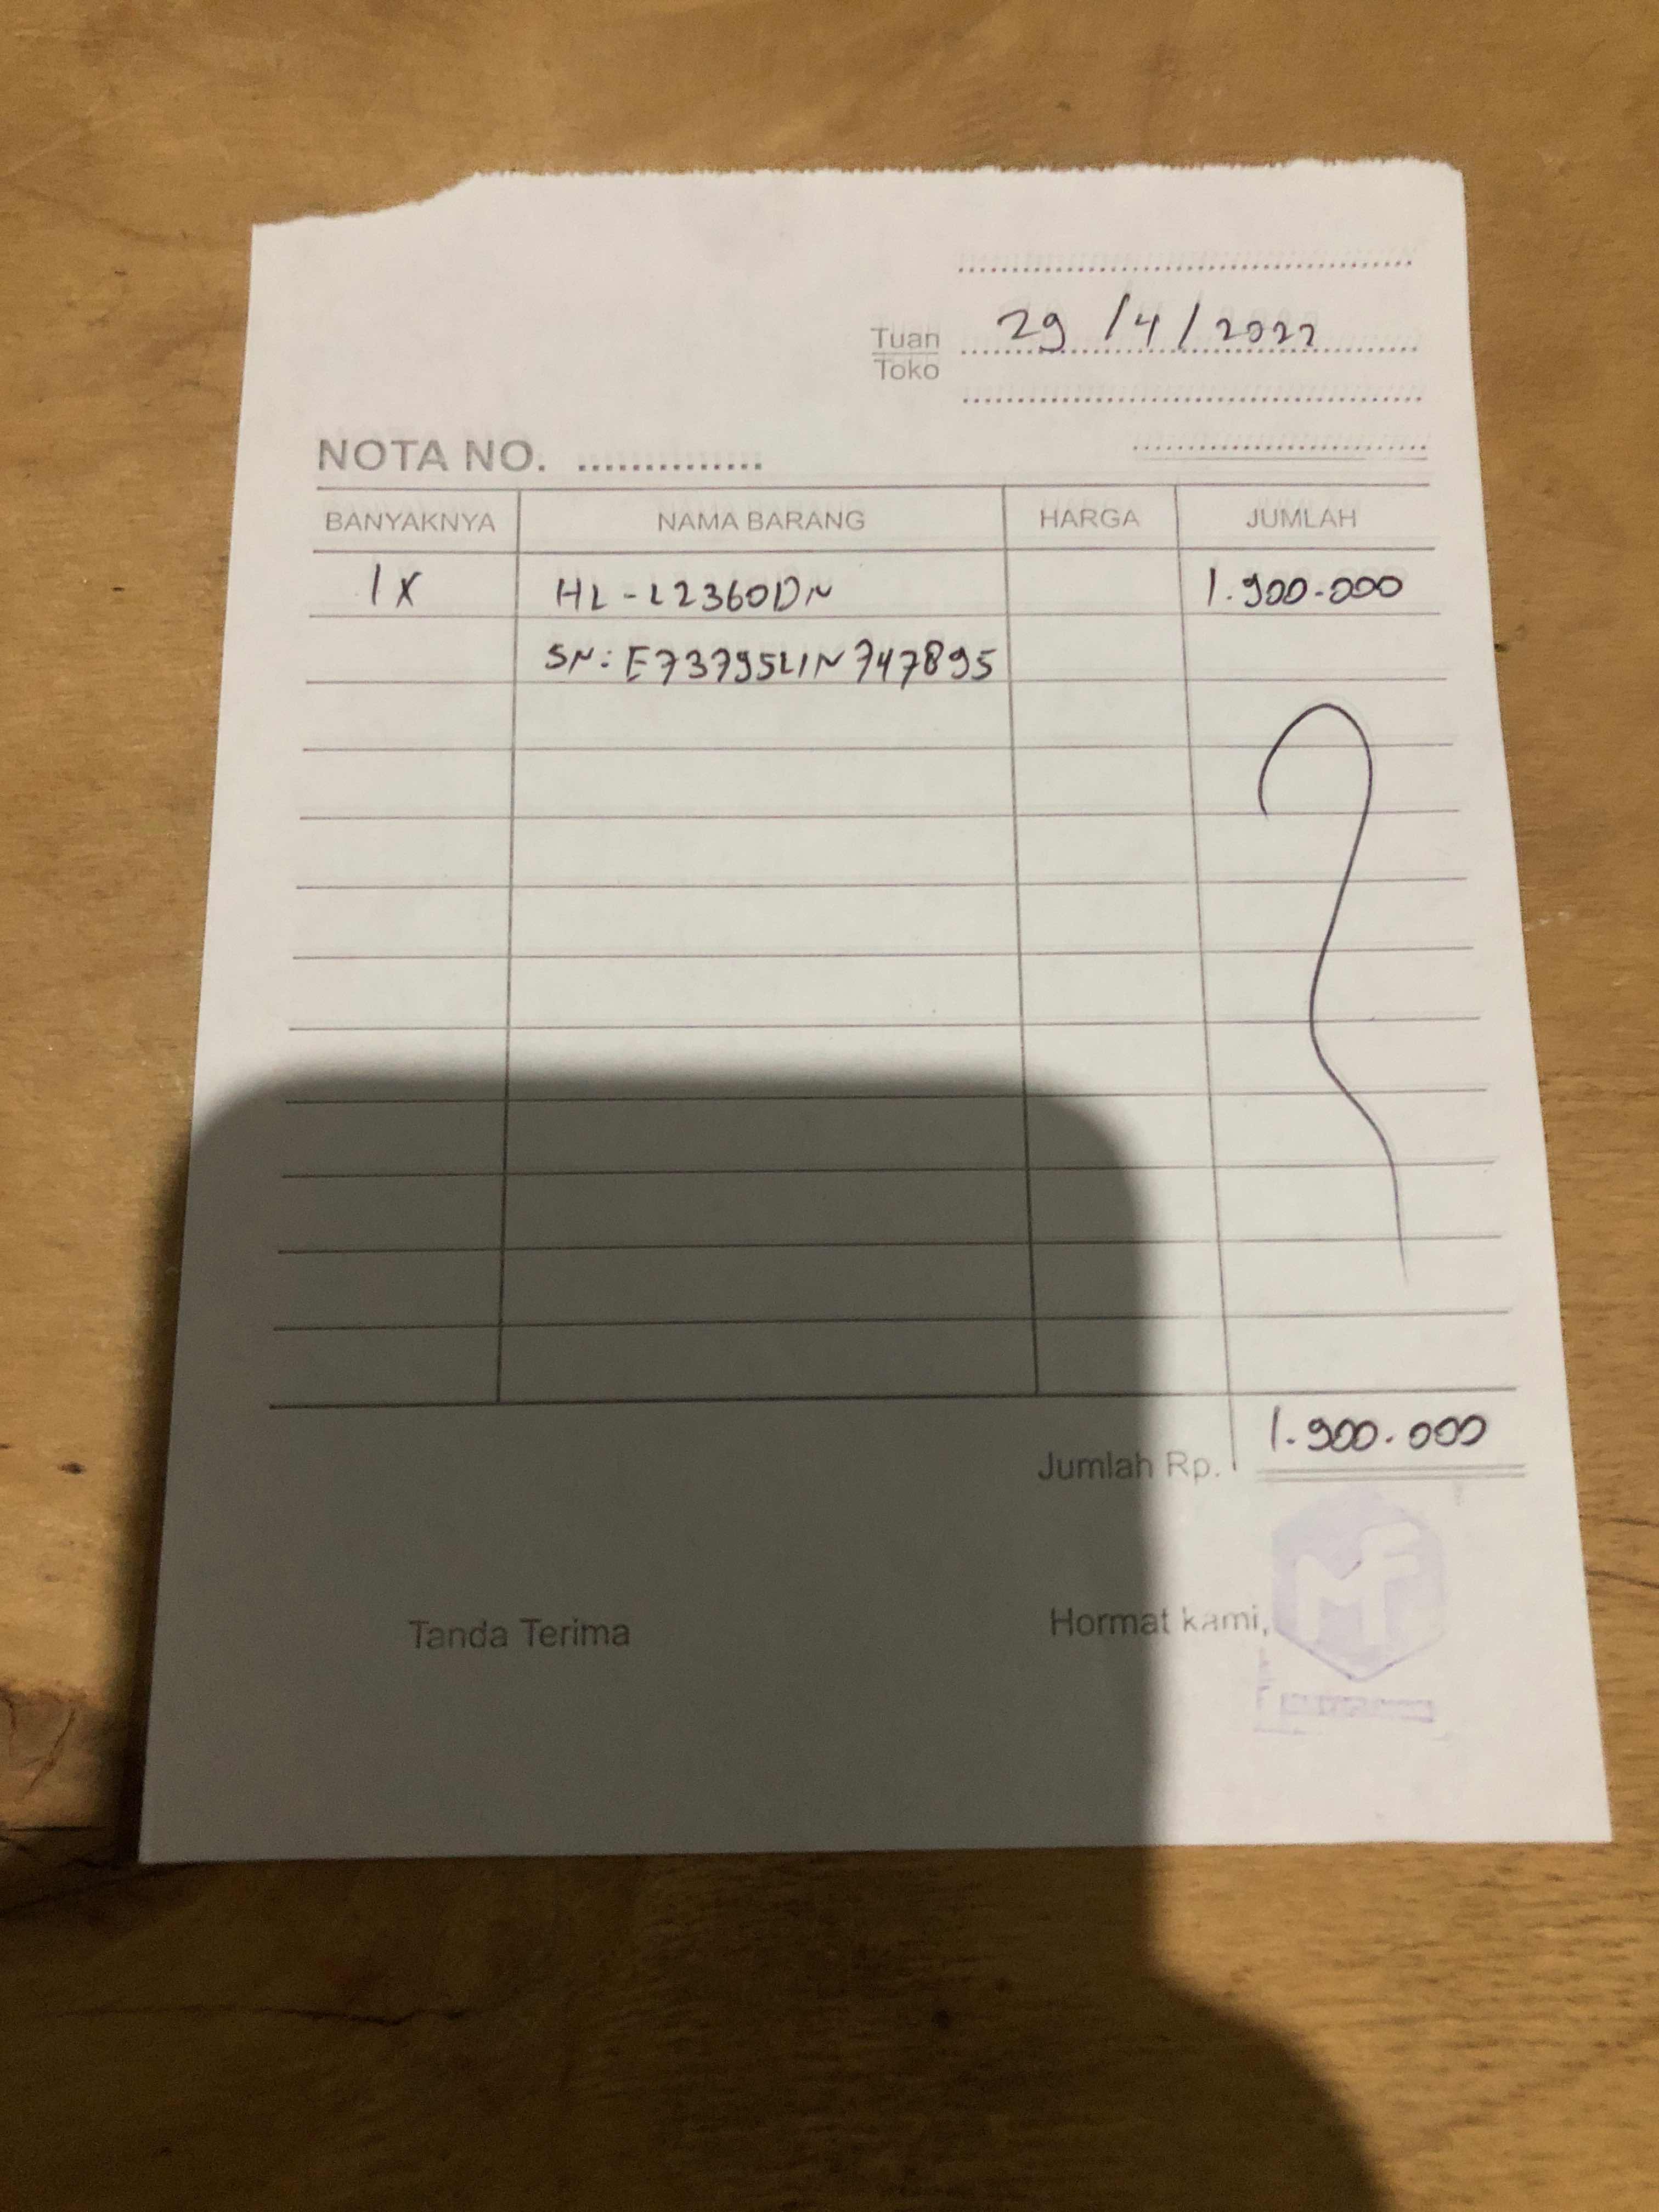 Tuan
Toko
29/4/2022
NOTA NO. ..............
BANYAKNYA NAMA BARANG HARGA JUMLAH
1X HL-L2360DN 1.900.000
SN: E73795L1N747895
Jumlah Rp. 1.900.000
Tanda Terima Hormat kami,
MF